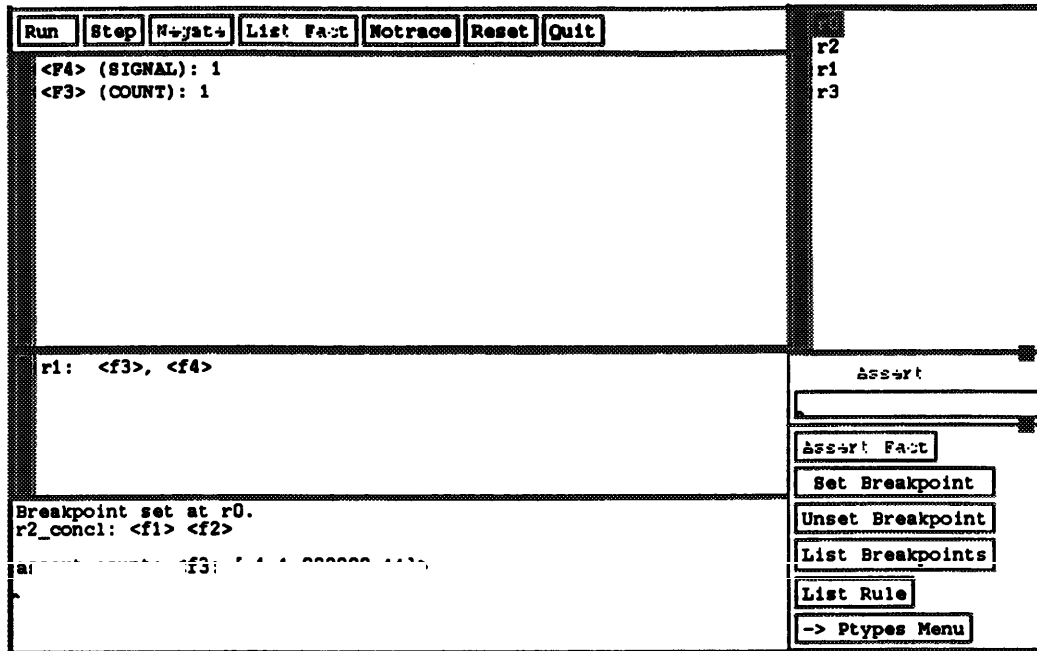 Run Step List Fact Notrace Reset Quit
<F4> (SIGNAL): 1
<F3> (COUNT): 1
r2
r1
r3
r1: <f3>, <f4>
Assert
Assert Fact
Set Breakpoint
Unset Breakpoint
List Breakpoints
List Rule
-> Ptypes Menu
Breakpoint set at r0.
r2_concl: <f1> <f2>